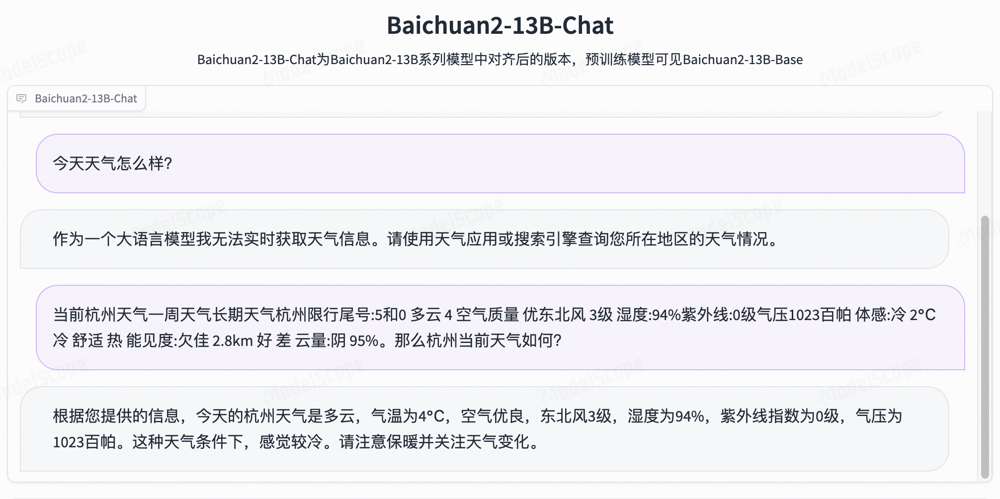 Baichuan2-13B-Chat
Baichuan2-13B-Chat为Baichuan2-13B系列模型中对齐后的版本，预训练模型可见Baichuan2-13B-Base
Baichuan2-13B-Chat
今天天气怎么样?
作为一个大语言模型我无法实时获取天气信息。请使用天气应用或搜索引擎查询您所在地区的天气情况。
当前杭州天气一周天气长期天气杭州限行尾号:5和0 多云 4 空气质量 优东北风 3级 湿度:94%紫外线:0级气压1023百帕 体感:冷 2°C
冷 舒适 热 能见度:欠佳 2.8km 好 差 云量:阴 95%。那么杭州当前天气如何?
根据您提供的信息，今天的杭州天气是多云，气温为4°C，空气优良，东北风3级，湿度为94%，紫外线指数为0级，气压为
1023百帕。这种天气条件下，感觉较冷。请注意保暖并关注天气变化。
ModelScope
ModelScope
ModelScope
ModelScope
ModelScope
ModelScope
ModelScope
ModelScope
ModelScope
ModelScope